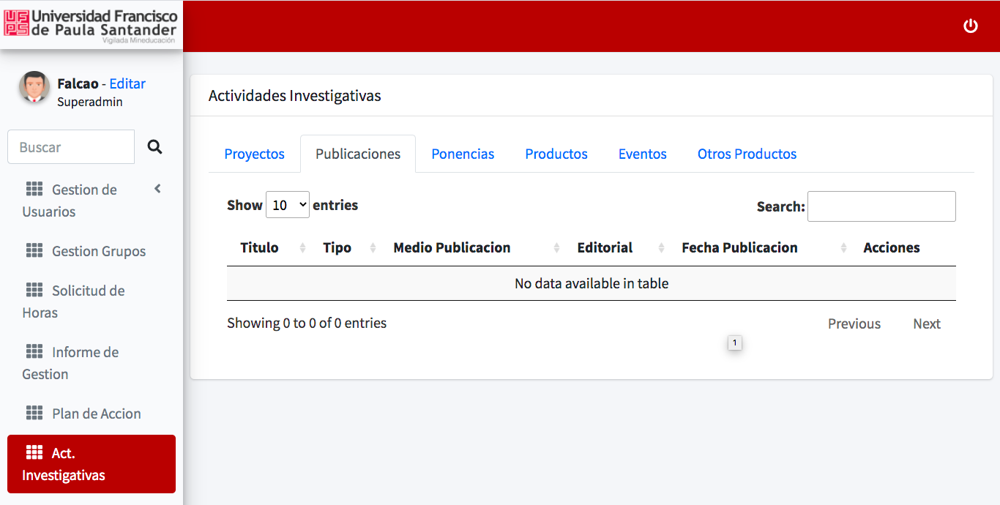 UFPS
Universidad Francisco
de Paula Santander
Vigilada Mineducación
Falcao - Editar
Superadmin
Buscar
Gestion de
Usuarios
Gestion Grupos
Solicitud de
Horas
Informe de
Gestion
Plan de Accion
Act.
Investigativas
Actividades Investigativas
Proyectos Publicaciones Ponencias Productos Eventos Otros Productos
Show 10 entries Search:
Titulo Tipo Medio Publicacion Editorial Fecha Publicacion Acciones
No data available in table
Showing 0 to 0 of 0 entries Previous Next
1